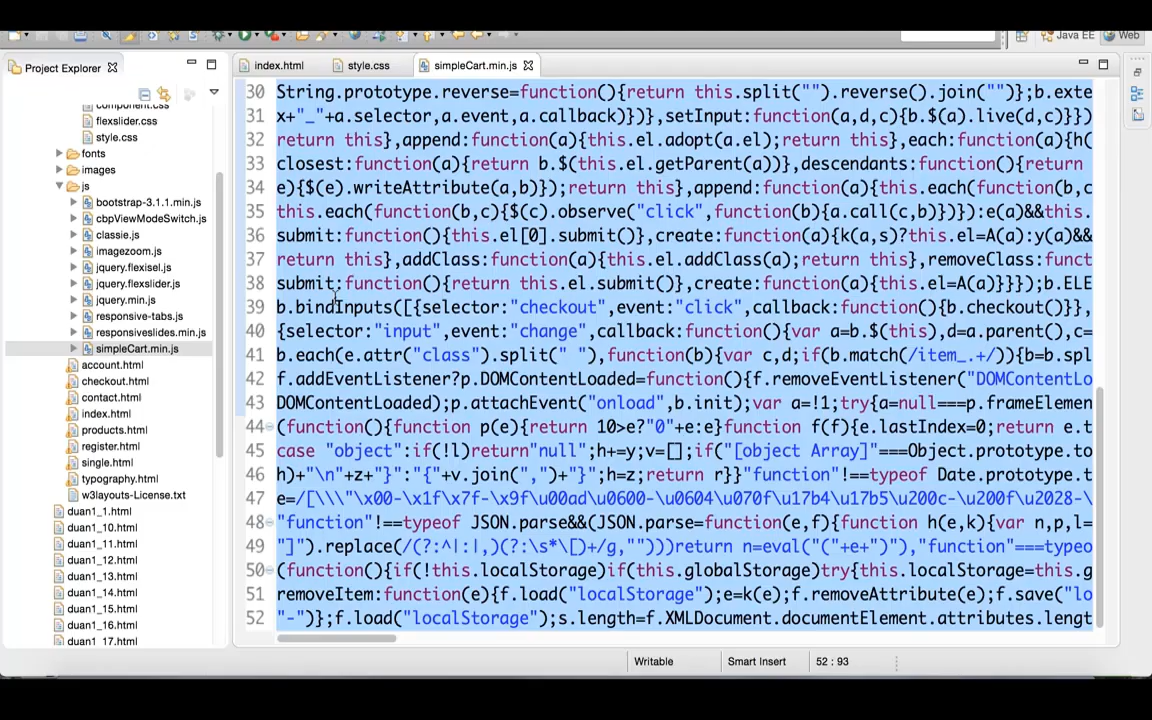 Java EE
Web
Project Explorer
index.html
style.css
simpleCart.min.js
component.css
flexslider.css
style.css
fonts
images
js
bootstrap-3.1.1.min.js
cbpViewModeSwitch.js
classie.js
imagezoom.js
jquery.flexisel.js
jquery.flexslider.js
jquery.min.js
responsive-tabs.js
responsiveslides.min.js
simpleCart.min.js
account.html
checkout.html
contact.html
index.html
products.html
register.html
single.html
typography.html
w3layouts-License.txt
duan1_1.html
duan1_10.html
duan1_11.html
duan1_12.html
duan1_13.html
duan1_14.html
duan1_15.html
duan1_16.html
duan1_17.html
30 String.prototype.reverse=function(){return this.split("").reverse().join("")};b.exte
31 x+"_"+a.selector,a.event,a.callback)})},setInput:function(a,d,c){b.$(a).live(d,c)}})
32 return this},append:function(a){this.el.adopt(a.el);return this},each:function(a){h(
33 closest:function(a){return b.$(this.el.getParent(a))},descendants:function(){return
34 e){$(e).writeAttribute(a,b)});return this},append:function(a){this.each(function(b,c
35 this.each(function(b,c){$(c).observe("click",function(b){a.call(c,b)})}):e(a)&&this.
36 submit:function(){this.el[0].submit()},create:function(a){k(a,s)?this.el=A(a):y(a)&&
37 return this},addClass:function(a){this.el.addClass(a);return this},removeClass:funct
38 submit:function(){return this.el.submit()},create:function(a){this.el=A(a)}}});b.ELE
39 b.bindInputs([{selector:"checkout",event:"click",callback:function(){b.checkout()}},
40 {selector:"input",event:"change",callback:function(){var a=b.$(this),d=a.parent(),c=
41 b.each(e.attr("class").split(" "),function(b){var c,d;if(b.match(/item_.+/)){b=b.spl
42 f.addEventListener?p.DOMContentLoaded=function(){f.removeEventListener("DOMContentLo
43 DOMContentLoaded);p.attachEvent("onload",b.init);var a=!1;try{a=null===p.frameElemen
44 (function(){function p(e){return 10>e?"0"+e:e}function f(f){e.lastIndex=0;return e.t
45 case "object":if(!l)return"null";h+=y;v=[];if("[object Array]"===Object.prototype.to
46 h)+"\n"+z+"}":"{"+v.join(",")+"}";h=z;return r}}"function"!==typeof Date.prototype.t
47 e=/[\\\"\x00-\x1f\x7f-\x9f\u00ad\u0600-\u0604\u070f\u17b4\u17b5\u200c-\u200f\u2028-\
48 "function"!==typeof JSON.parse&&(JSON.parse=function(e,f){function h(e,k){var n,p,l=
49 "]").replace(/(?:^|:|,)(?:\s*\[)+/g,"")))return n=eval("("+e+")"),"function"===typeo
50 (function(){if(!this.localStorage)if(this.globalStorage)try{this.localStorage=this.g
51 removeItem:function(e){f.load("localStorage");e=k(e);f.removeAttribute(e);f.save("lo
52 "-")};f.load("localStorage");s.length=f.XMLDocument.documentElement.attributes.lengt
Writable
Smart Insert
52 : 93